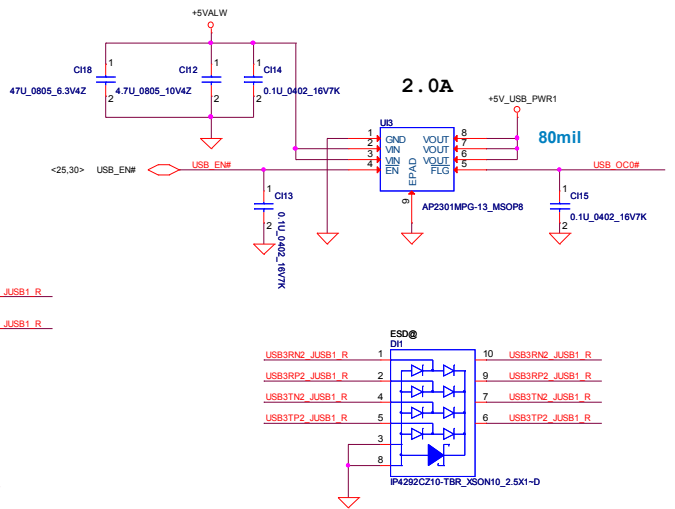 +5VALW
1 1 1
CI18 CI12 CI14
47U_0805_6.3V4Z 4.7U_0805_10V4Z 0.1U_0402_16V7K
2 2 2
2.0A
+5V_USB_PWR1
80mil
UI3
1 GND VOUT 8
2 VIN VOUT 7
3 VIN VOUT 6
4 EN FLG 5
EPAD
9
AP2301MPG-13_MSOP8
<25,30> USB_EN# USB_EN#
USB_OC0#
1
CI13
0.1U_0402_16V7K
2
1
CI15
0.1U_0402_16V7K
2
JUSB1_R
JUSB1_R
ESD@
DI1
USB3RN2_JUSB1_R 1 10 USB3RN2_JUSB1_R
USB3RP2_JUSB1_R 2 9 USB3RP2_JUSB1_R
USB3TN2_JUSB1_R 4 7 USB3TN2_JUSB1_R
USB3TP2_JUSB1_R 5 6 USB3TP2_JUSB1_R
3
8
IP4292CZ10-TBR_XSON10_2.5X1~D